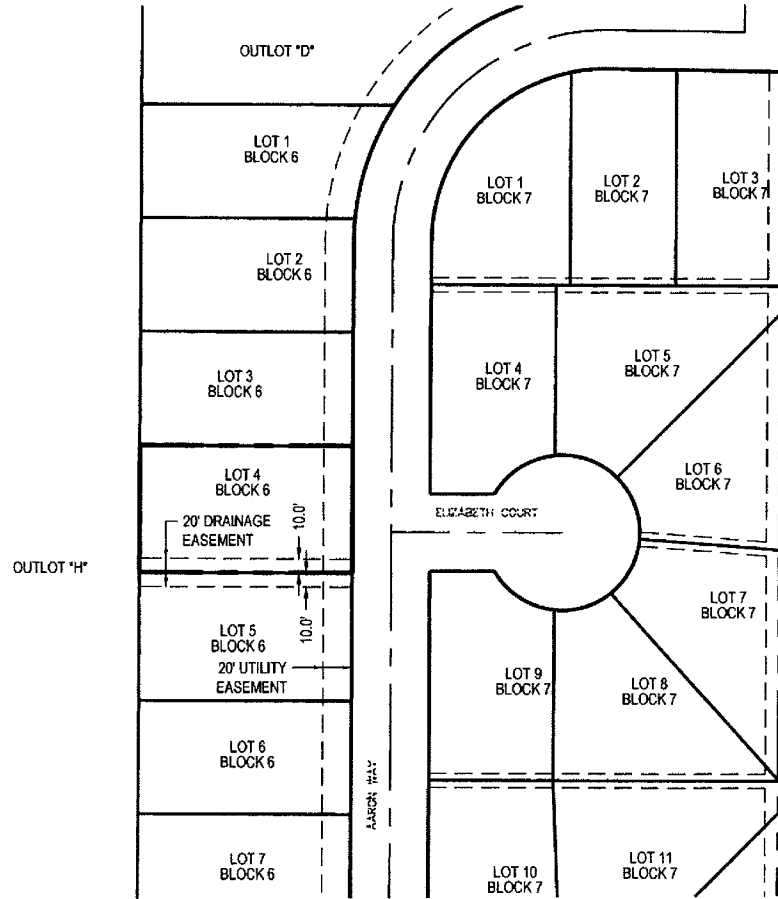 OUTLOT "D"
LOT 1
BLOCK 6
LOT 2
BLOCK 6
LOT 3
BLOCK 6
LOT 4
BLOCK 6
20' DRAINAGE
EASEMENT
10.0'
10.0'
OUTLOT "H"
LOT 5
BLOCK 6
20' UTILITY
EASEMENT
LOT 6
BLOCK 6
LOT 7
BLOCK 6
AARON WAY
LOT 1
BLOCK 7
LOT 2
BLOCK 7
LOT 3
BLOCK 7
LOT 4
BLOCK 7
LOT 5
BLOCK 7
LOT 6
BLOCK 7
ELIZABETH COURT
LOT 7
BLOCK 7
LOT 9
BLOCK 7
LOT 8
BLOCK 7
LOT 10
BLOCK 7
LOT 11
BLOCK 7